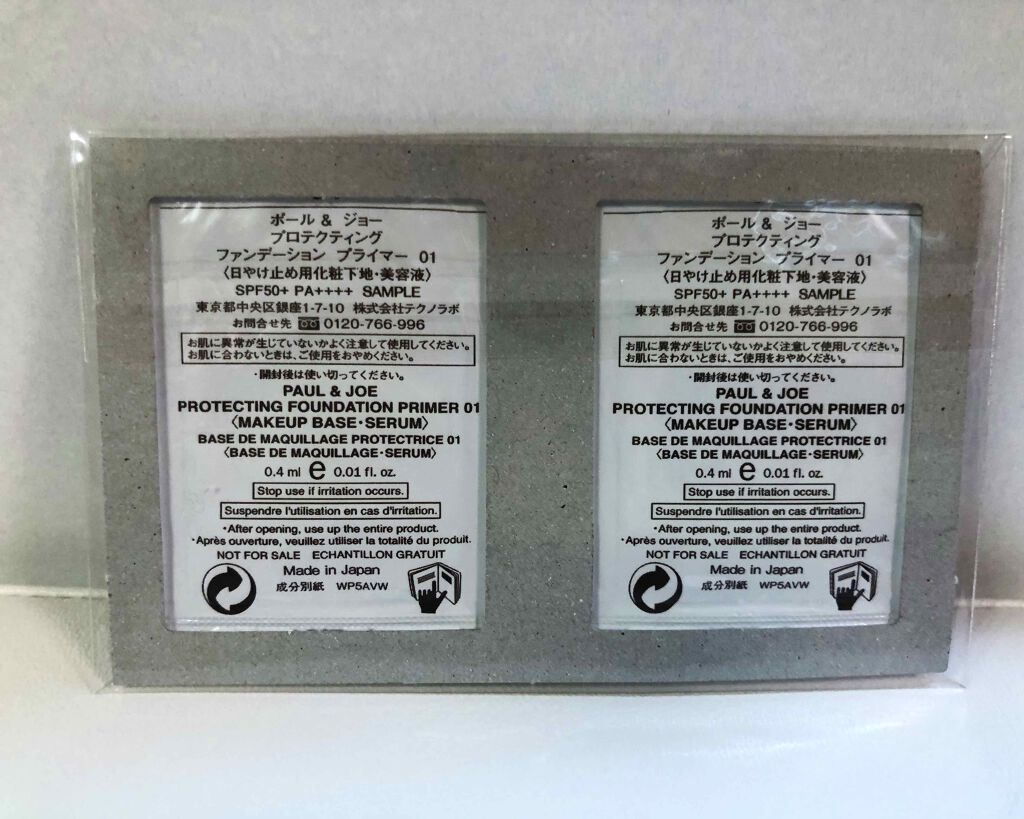 ポール & ジョー
プロテクティング
ファンデーション プライマー 01
〈日やけ止め用化粧下地・美容液〉
SPF50+ PA++++ SAMPLE
東京都中央区銀座1-7-10 株式会社テクノラボ
お問合せ先 0120-766-996
お肌に異常が生じていないかよく注意して使用してください。
お肌に合わないときは、ご使用をおやめください。
・開封後は使い切ってください。
PAUL & JOE
PROTECTING FOUNDATION PRIMER 01
〈MAKEUP BASE・SERUM〉
BASE DE MAQUILLAGE PROTECTRICE 01
〈BASE DE MAQUILLAGE・SERUM〉
0.4 ml e 0.01 fl. oz.
Stop use if irritation occurs.
Suspendre l'utilisation en cas d'irritation.
・After opening, use up the entire product.
・Après ouverture, veuillez utiliser la totalité du produit.
NOT FOR SALE ECHANTILLON GRATUIT
Made in Japan
成分別紙 WP5AVW
ポール & ジョー
プロテクティング
ファンデーション プライマー 01
〈日やけ止め用化粧下地・美容液〉
SPF50+ PA++++ SAMPLE
東京都中央区銀座1-7-10 株式会社テクノラボ
お問合せ先 0120-766-996
お肌に異常が生じていないかよく注意して使用してください。
お肌に合わないときは、ご使用をおやめください。
・開封後は使い切ってください。
PAUL & JOE
PROTECTING FOUNDATION PRIMER 01
〈MAKEUP BASE・SERUM〉
BASE DE MAQUILLAGE PROTECTRICE 01
〈BASE DE MAQUILLAGE・SERUM〉
0.4 ml e 0.01 fl. oz.
Stop use if irritation occurs.
Suspendre l'utilisation en cas d'irritation.
・After opening, use up the entire product.
・Après ouverture, veuillez utiliser la totalité du produit.
NOT FOR SALE ECHANTILLON GRATUIT
Made in Japan
成分別紙 WP5AVW